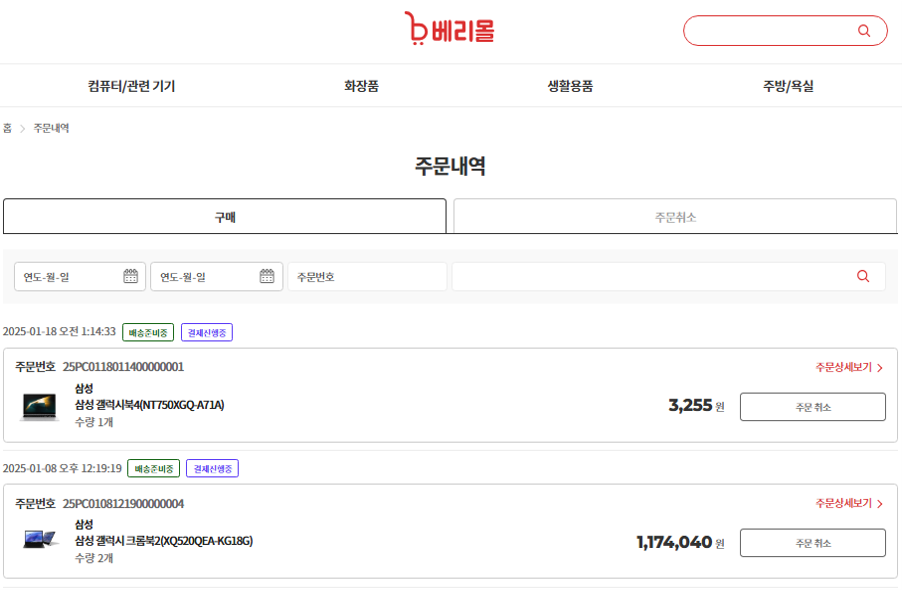 베리몰
컴퓨터/관련 기기 화장품 생활용품 주방/욕실
홈 > 주문내역
주문내역
구매 주문취소
연도-월-일 연도-월-일 주문번호
2025-01-18 오전 1:14:33 배송준비중 결제진행중
주문번호 25PC0118011400000001 주문상세보기 >
삼성
삼성 갤럭시북4(NT750XGQ-A71A) 3,255 원 주문 취소
수량 1개
2025-01-08 오후 12:19:19 배송준비중 결제진행중
주문번호 25PC0108121900000004 주문상세보기 >
삼성
삼성 갤럭시 크롬북2(XQ520QEA-KG18G) 1,174,040 원 주문 취소
수량 2개